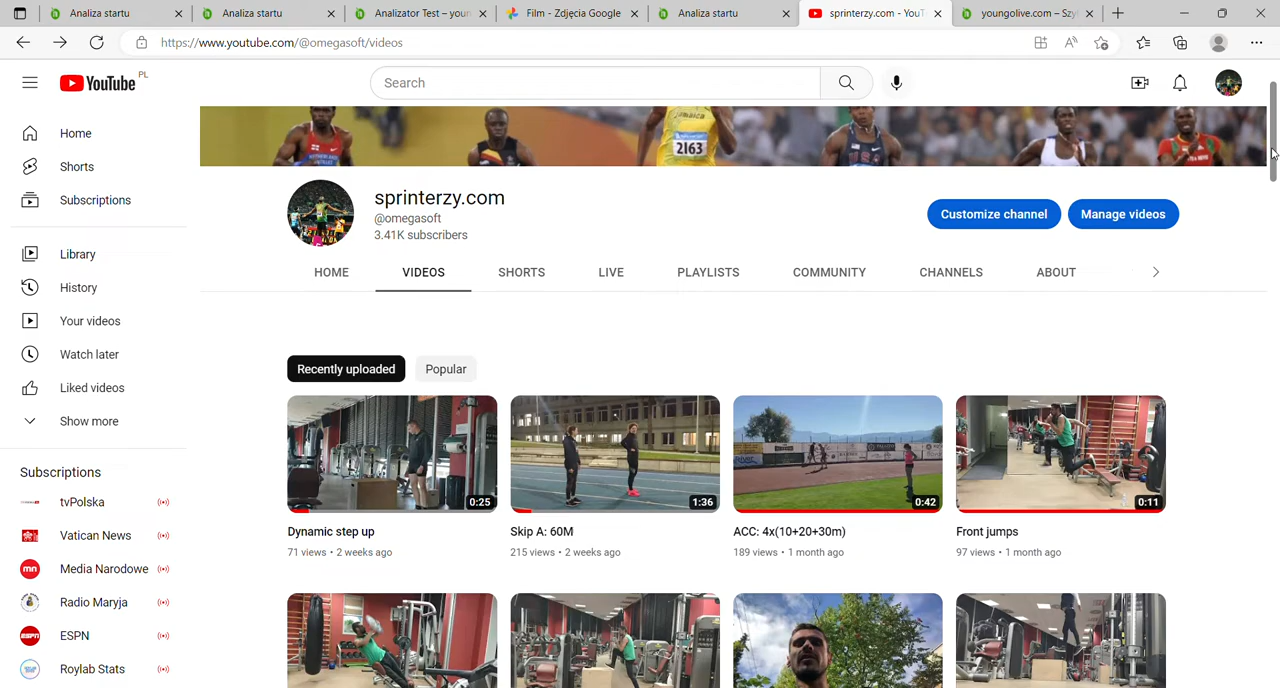 Analiza startu
Analiza startu
Analizator Test – your
Film - Zdjęcia Google
Analiza startu
sprinterzy.com - YouT
youngolive.com – Szy
https://www.youtube.com/@omegasoft/videos
YouTube PL
Search
Home
Shorts
Subscriptions
Library
History
Your videos
Watch later
Liked videos
Show more
Subscriptions
tvPolska
Vatican News
Media Narodowe
Radio Maryja
ESPN
Roylab Stats
Jamaica
2163
USA
sprinterzy.com
@omegasoft
3.41K subscribers
Customize channel
Manage videos
HOME
VIDEOS
SHORTS
LIVE
PLAYLISTS
COMMUNITY
CHANNELS
ABOUT
Recently uploaded
Popular
0:25
1:36
0:42
0:11
Dynamic step up
71 views • 2 weeks ago
Skip A: 60M
215 views • 2 weeks ago
ACC: 4x(10+20+30m)
189 views • 1 month ago
Front jumps
97 views • 1 month ago